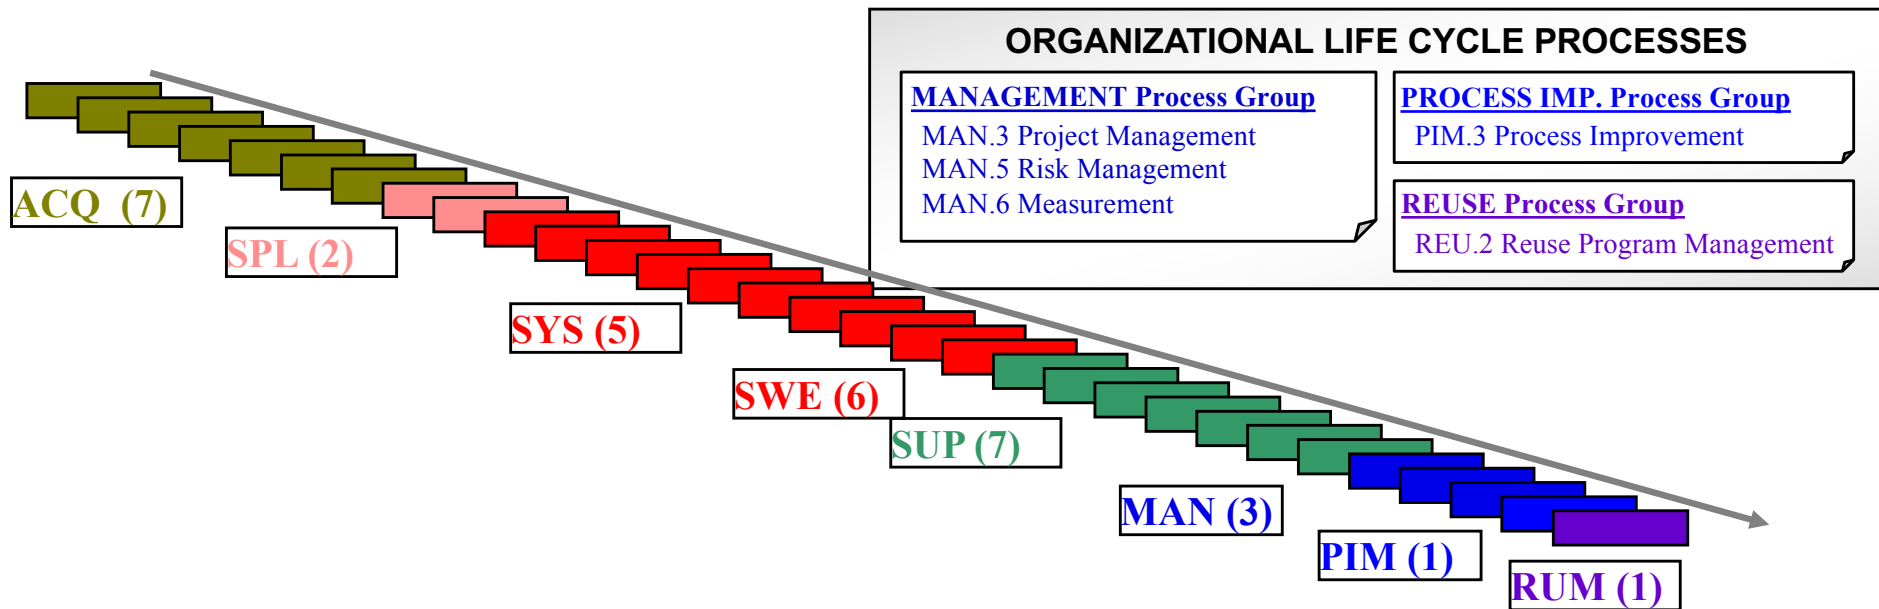 ORGANIZATIONAL LIFE CYCLE PROCESSES
MANAGEMENT Process Group
MAN.3 Project Management
MAN.5 Risk Management
MAN.6 Measurement
PROCESS IMP. Process Group
PIM.3 Process Improvement
REUSE Process Group
REU.2 Reuse Program Management
ACQ (7)
SPL (2)
SYS (5)
SWE (6)
SUP (7)
MAN (3)
PIM (1)
RUM (1)